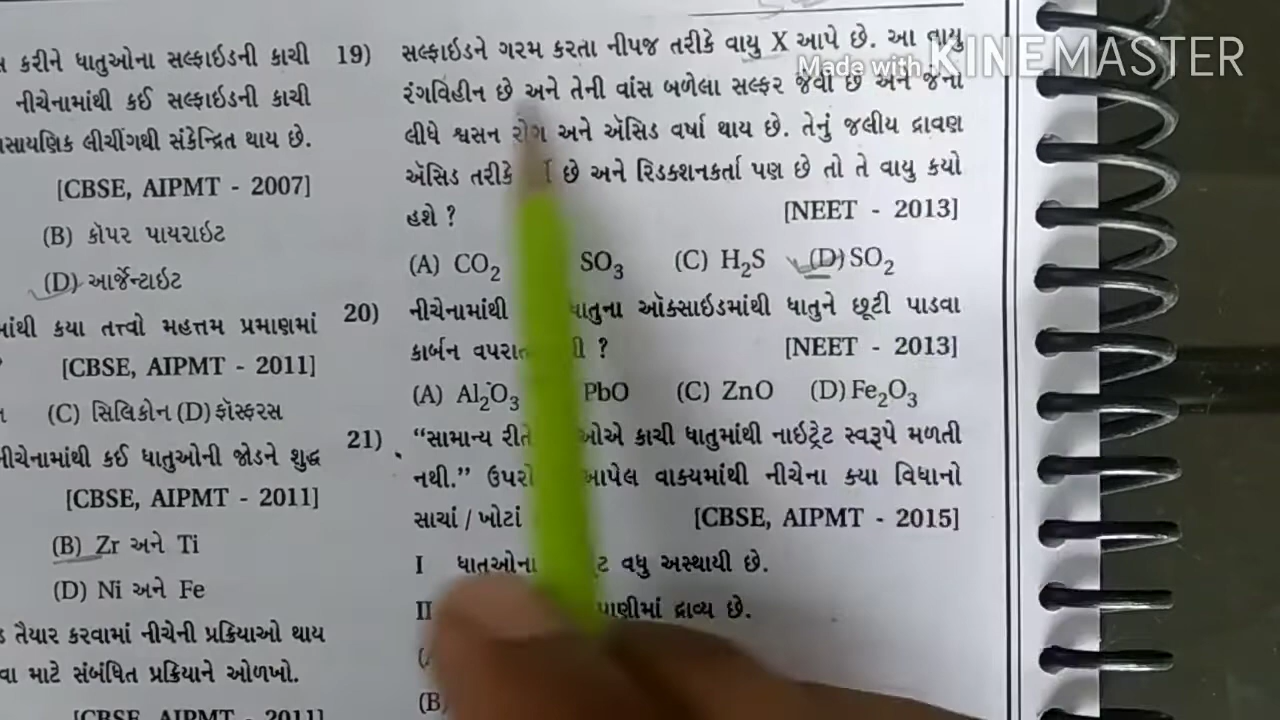 કરીને ધાતુઓના સલ્ફાઇડની કાચી
નીચેનામાંથી કઈ સલ્ફાઇડની કાચી
સાયણિક લીચીંગથી સંકેન્દ્રિત થાય છે.
[CBSE, AIPMT - 2007]
(B) કૉપર પાયરાઇટ
(D) આર્જેન્ટાઇટ
માંથી કયા તત્ત્વો મહત્તમ પ્રમાણમાં
[CBSE, AIPMT - 2011]
(C) સિલિકોન (D) ફૉસ્ફરસ
નીચેનામાંથી કઈ ધાતુઓની જોડને શુદ્ધ
[CBSE, AIPMT - 2011]
(B) Zr અને Ti
(D) Ni અને Fe
તૈયાર કરવામાં નીચેની પ્રક્રિયાઓ થાય
વા માટે સંબંધિત પ્રક્રિયાને ઓળખો.
[CBSE, AIPMT - 2011]
19) સલ્ફાઇડને ગરમ કરતા નીપજ તરીકે વાયુ X આપે છે. આ વાયુ
રંગવિહીન છે અને તેની વાંસ બળેલા સલ્ફર જેવી છે અને જેના
લીધે શ્વસન રોગ અને ઍસિડ વર્ષા થાય છે. તેનું જલીય દ્રાવણ
ઍસિડ તરીકે છે અને રિડક્શનકર્તા પણ છે તો તે વાયુ કયો
હશે ? [NEET - 2013]
(A) CO₂ SO₃ (C) H₂S (D) SO₂
20) નીચેનામાંથી ધાતુના ઑક્સાઇડમાંથી ધાતુને છૂટી પાડવા
કાર્બન ? [NEET - 2013]
(A) Al₂O₃ PbO (C) ZnO (D) Fe₂O₃
21) “સામાન્ય રીતે કાચી ધાતુમાંથી નાઇટ્રેટ સ્વરૂપે મળતી
નથી.” આપેલ વાક્યમાંથી નીચેના ક્યા વિધાનો
સાચાં / ખોટાં [CBSE, AIPMT - 2015]
I ધાતુઓના વધુ અસ્થાયી છે.
II પાણીમાં દ્રાવ્ય છે.
(B)
Made with KINEMASTER